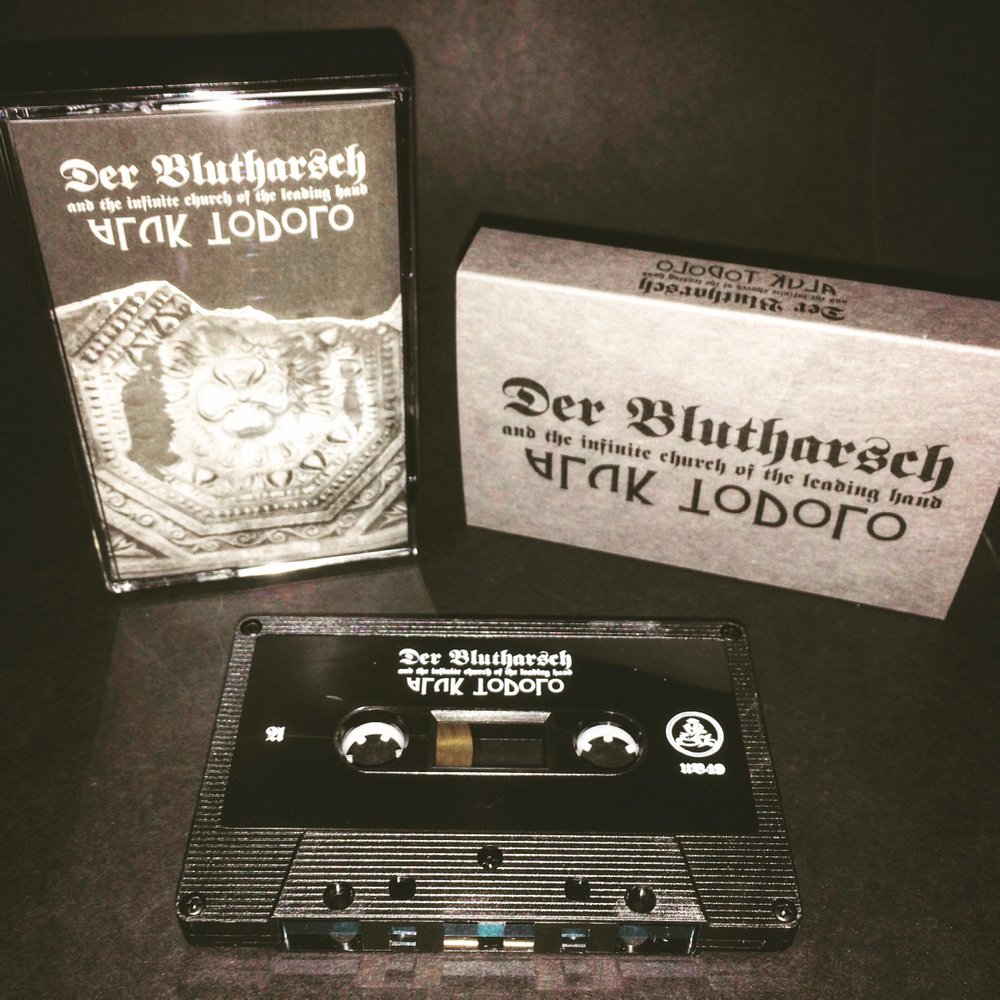 Der Blutharsch
and the infinite church of the leading hand
ALUK ToDoLo
Der Blutharsch
and the infinite church of the leading hand
ALUK ToDoLo
Der Blutharsch
and the infinite church of the leading hand
ALUK ToDoLo
Der Blutharsch
and the infinite church of the leading hand
ALUK ToDoLo
A